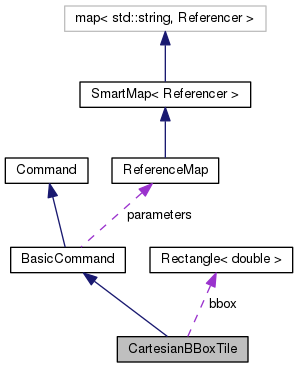 map< std::string, Referencer >
SmartMap< Referencer >
Command
ReferenceMap
parameters
BasicCommand
Rectangle< double >
bbox
CartesianBBoxTile